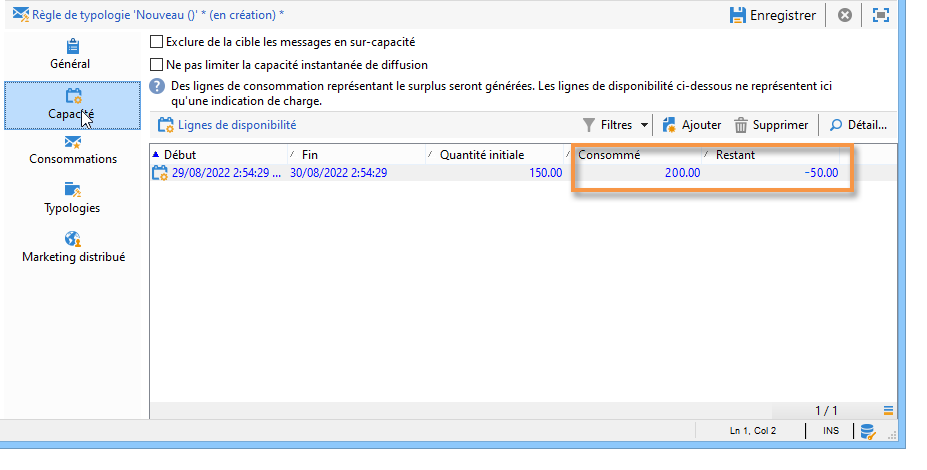 Règle de typologie 'Nouveau ()' * (en création) *
Enregistrer
Général
Capacité
Consommations
Typologies
Marketing distribué
Exclure de la cible les messages en sur-capacité
Ne pas limiter la capacité instantanée de diffusion
Des lignes de consommation représentant le surplus seront générées. Les lignes de disponibilité ci-dessous ne représentent ici
qu'une indication de charge.
Lignes de disponibilité
Filtres
Ajouter
Supprimer
Détail...
Début / Fin / Quantité initiale / Consommé / Restant
29/08/2022 2:54:29 ... 30/08/2022 2:54:29 150.00 200.00 -50.00
1 / 1
Ln 1, Col 2
INS